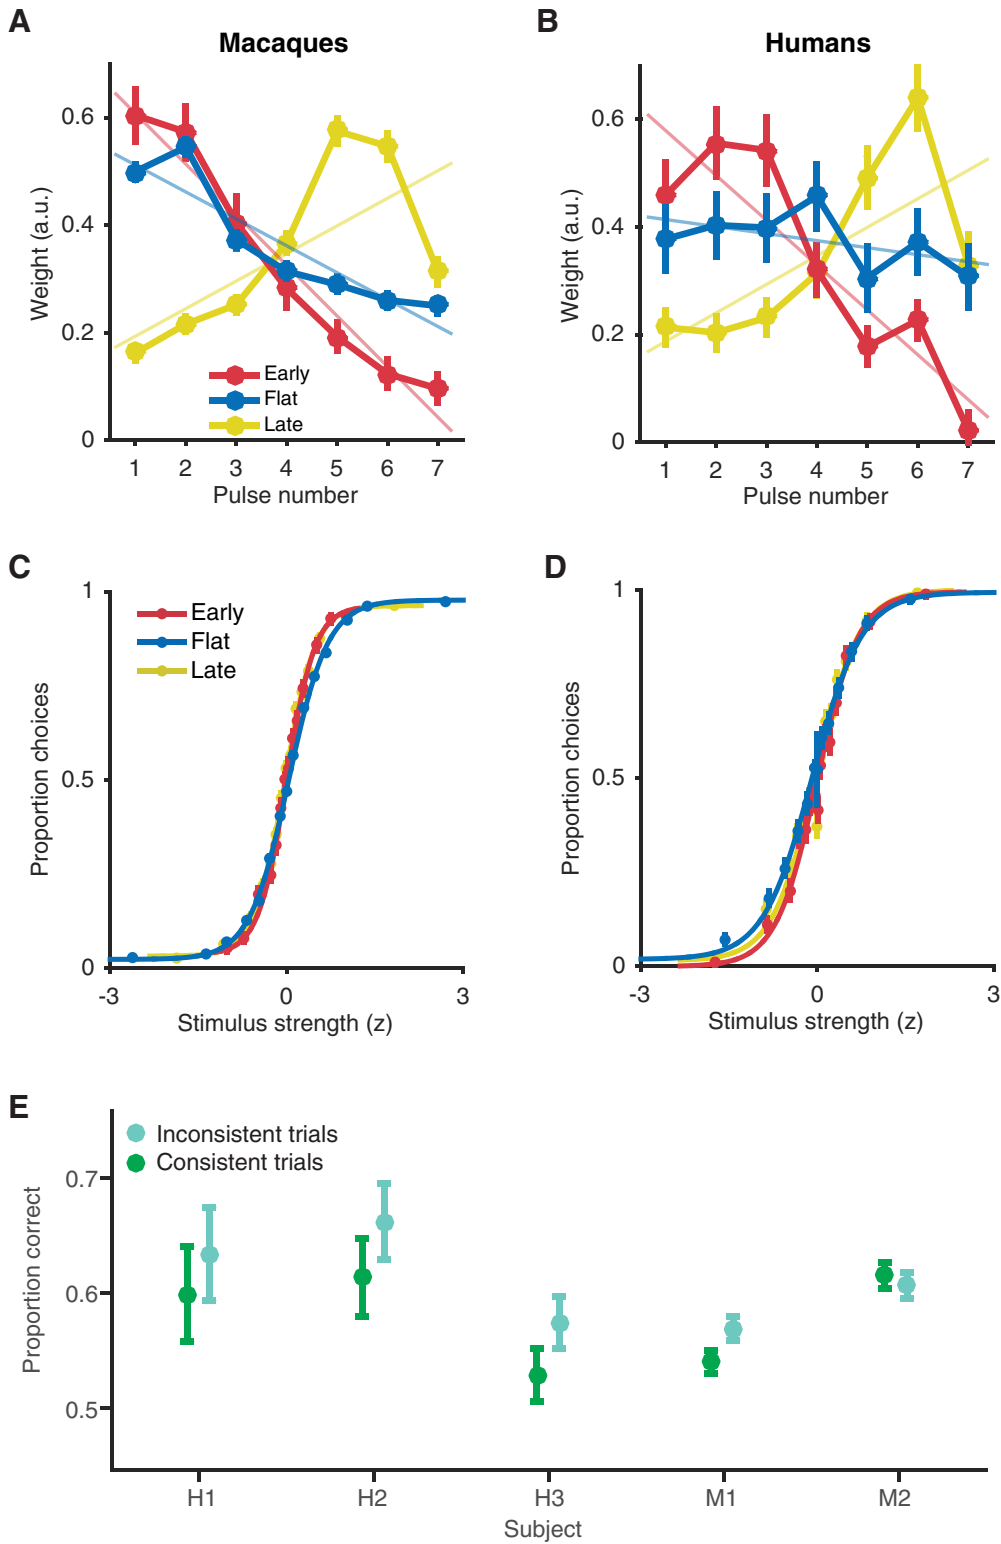 A
Macaques
Weight (a.u.)
0.6
0.4
0.2
0
Early
Flat
Late
1 2 3 4 5 6 7
Pulse number
B
Humans
Weight (a.u.)
0.6
0.4
0.2
0
1 2 3 4 5 6 7
Pulse number
C
Proportion choices
1
0.5
0
Early
Flat
Late
-3 0 3
Stimulus strength (z)
D
Proportion choices
1
0.5
0
-3 0 3
Stimulus strength (z)
E
Inconsistent trials
Consistent trials
Proportion correct
0.7
0.6
0.5
H1 H2 H3 M1 M2
Subject